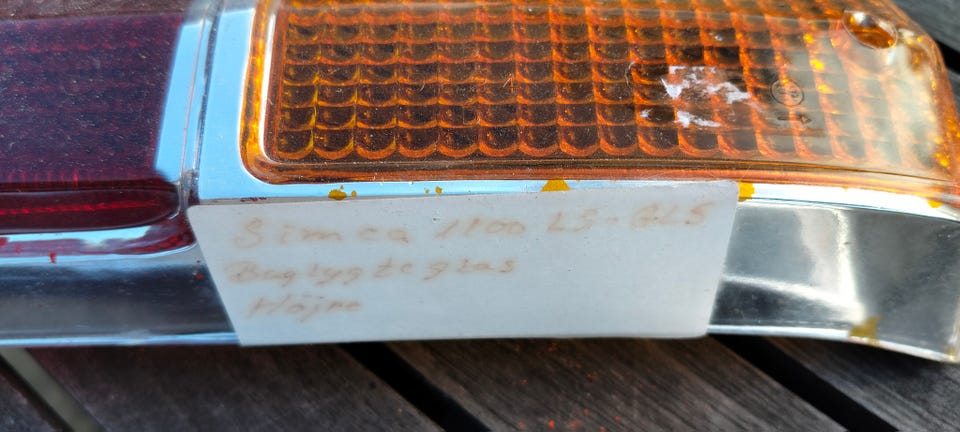 Simca 1100 LS-GLS
Baglygteglas
Højre